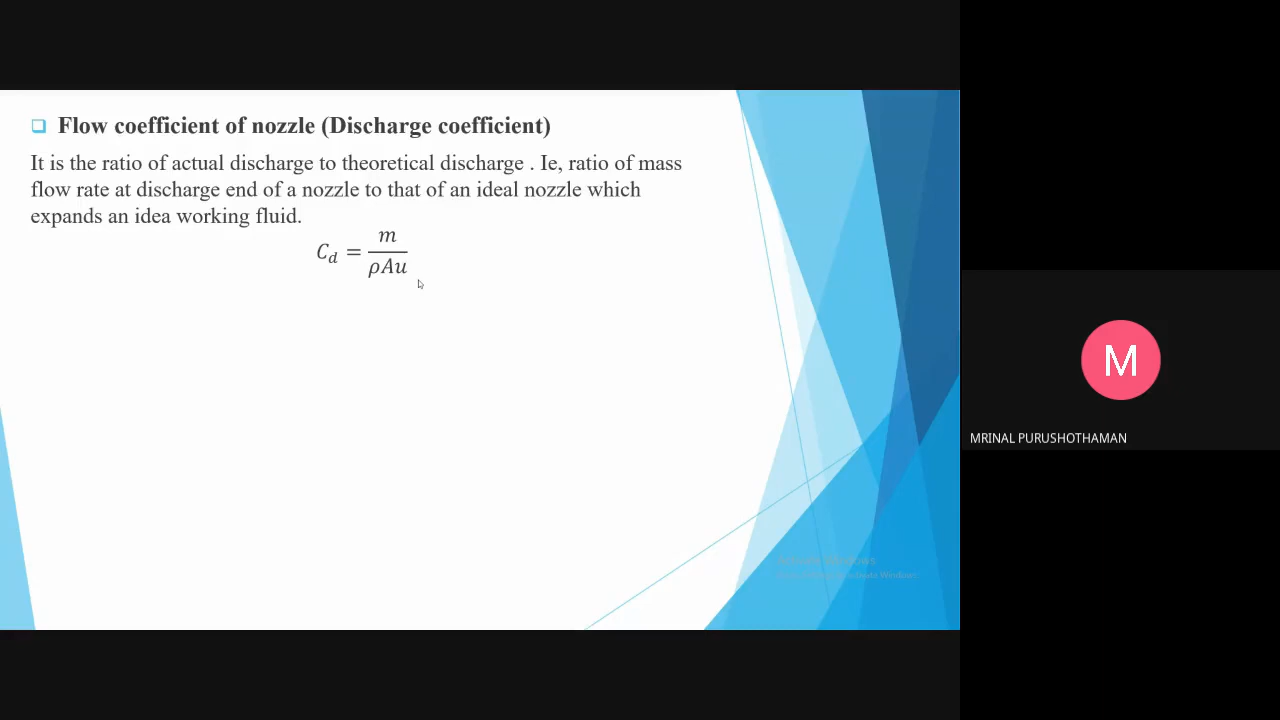 ❑ Flow coefficient of nozzle (Discharge coefficient)
It is the ratio of actual discharge to theoretical discharge . Ie, ratio of mass
flow rate at discharge end of a nozzle to that of an ideal nozzle which
expands an idea working fluid.
C_d = m / ρAu
M
MRINAL PURUSHOTHAMAN
Windows